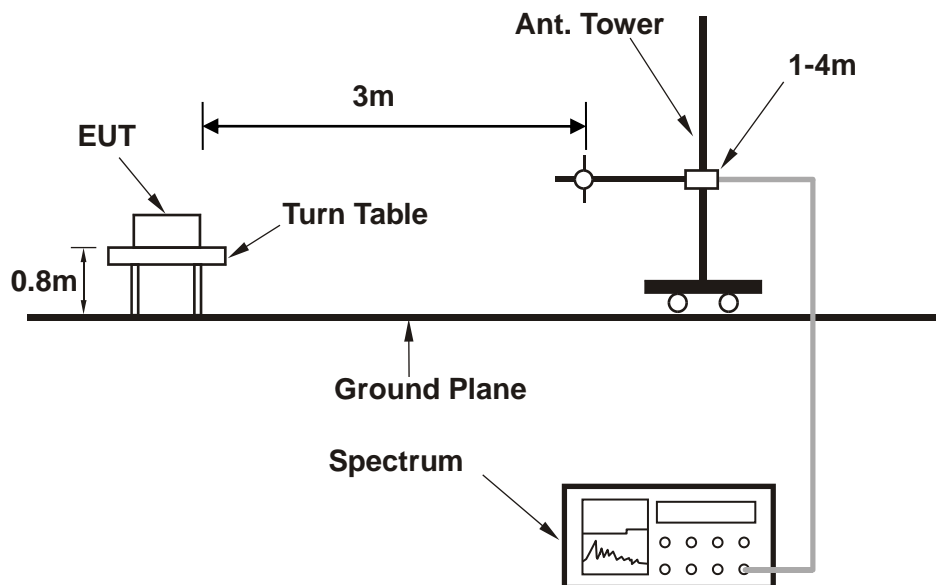 Ant. Tower
1-4m
3m
EUT
Turn Table
0.8m
Ground Plane
Spectrum